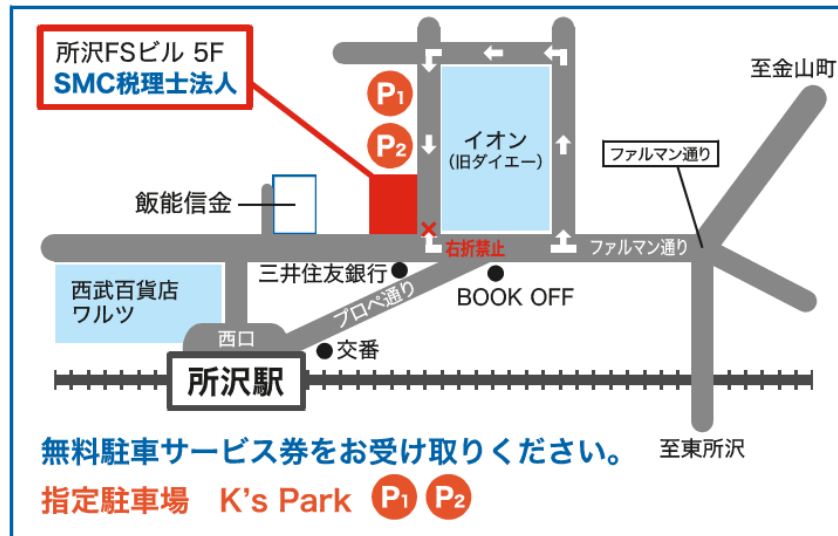 所沢FSビル 5F
SMC税理士法人
至金山町
P1
P2
イオン
(旧ダイエー)
ファルマン通り
飯能信金
右折禁止
ファルマン通り
三井住友銀行
西武百貨店
ワルツ
BOOK OFF
プロペ通り
西口
交番
所沢駅
至東所沢
無料駐車サービス券をお受け取りください。
指定駐車場 K's Park P1 P2